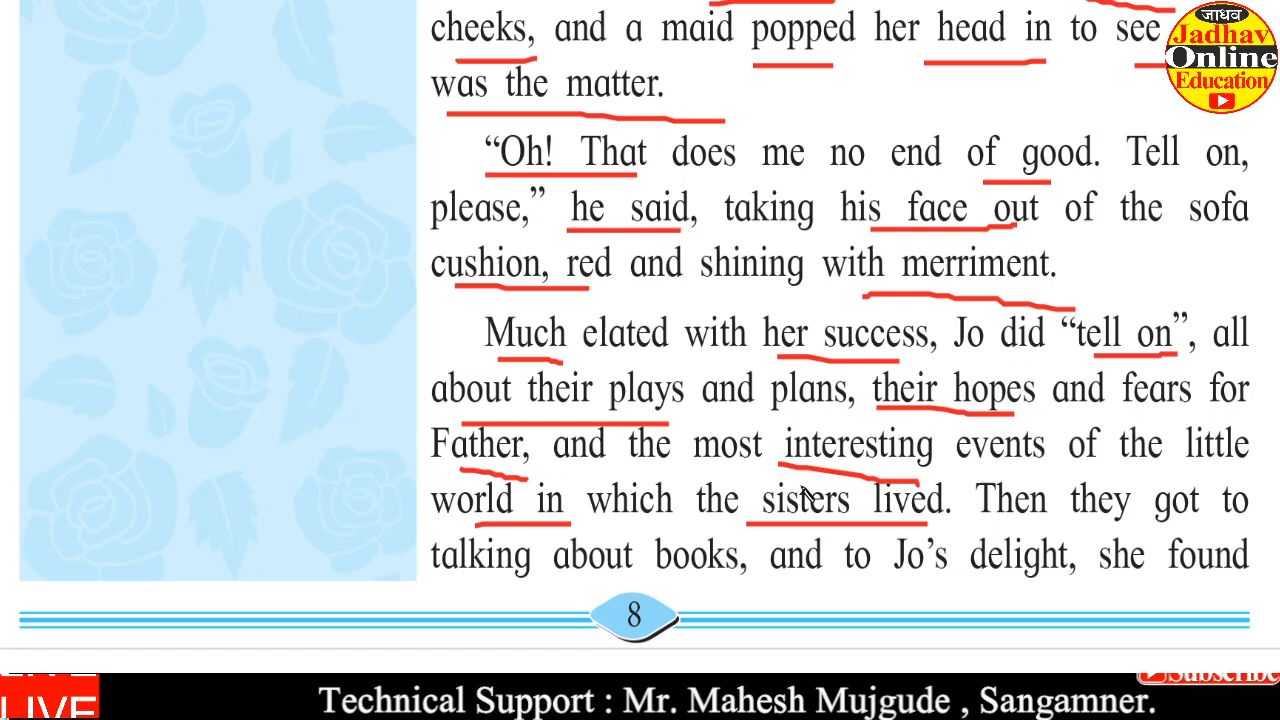 cheeks, and a maid popped her head in to see
was the matter.
“Oh! That does me no end of good. Tell on,
please,” he said, taking his face out of the sofa
cushion, red and shining with merriment.
Much elated with her success, Jo did “tell on”, all
about their plays and plans, their hopes and fears for
Father, and the most interesting events of the little
world in which the sisters lived. Then they got to
talking about books, and to Jo’s delight, she found
8
जाधव
Jadhav
Online
Education
LIVE
Subscribe
Technical Support : Mr. Mahesh Mujgude , Sangamner.